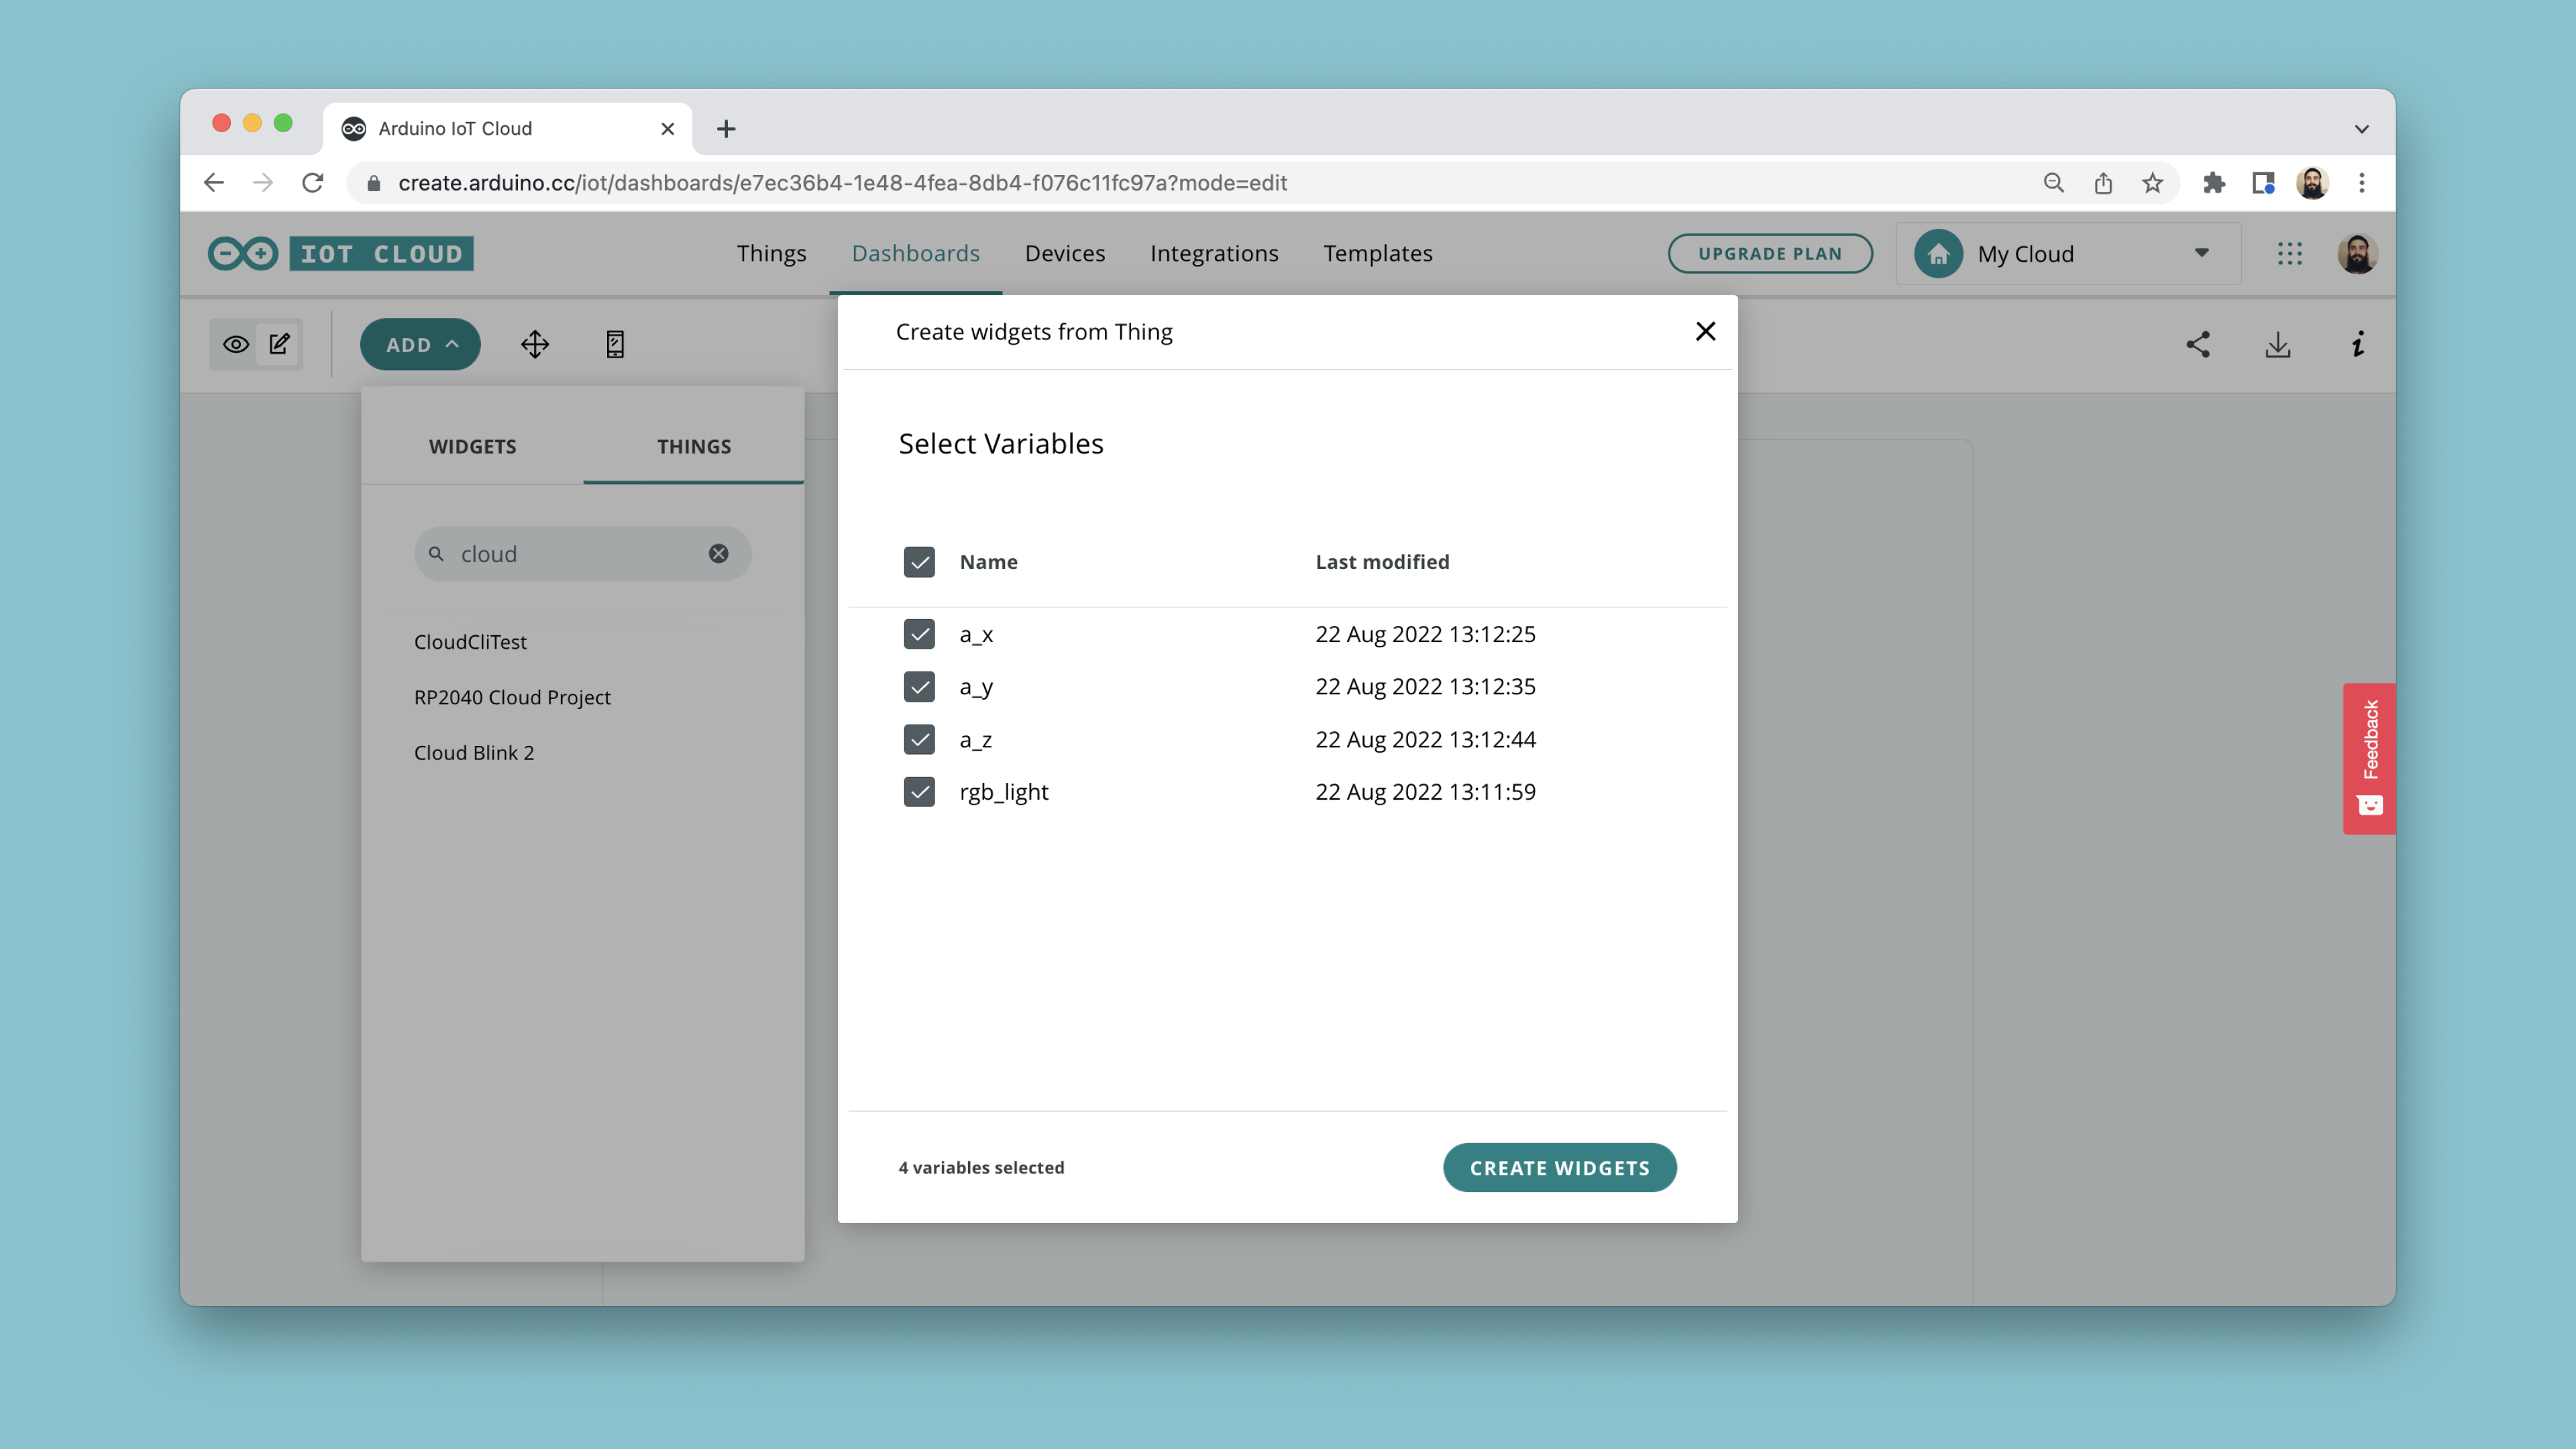 Arduino IoT Cloud
create.arduino.cc/iot/dashboards/e7ec36b4-1e48-4fea-8db4-f076c11fc97a?mode=edit
IOT CLOUD
Things Dashboards Devices Integrations Templates
UPGRADE PLAN
My Cloud
ADD
WIDGETS THINGS
cloud
CloudCliTest
RP2040 Cloud Project
Cloud Blink 2
Create widgets from Thing
Select Variables
Name Last modified
a_x 22 Aug 2022 13:12:25
a_y 22 Aug 2022 13:12:35
a_z 22 Aug 2022 13:12:44
rgb_light 22 Aug 2022 13:11:59
4 variables selected
CREATE WIDGETS
Feedback